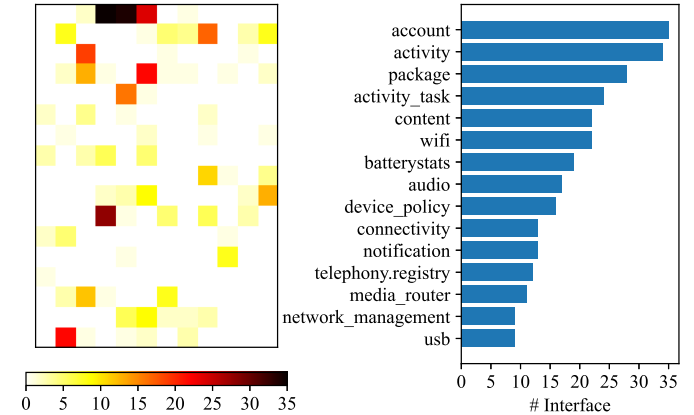 account
activity
package
activity_task
content
wifi
batterystats
audio
device_policy
connectivity
notification
telephony.registry
media_router
network_management
usb
0 5 10 15 20 25 30 35
0 5 10 15 20 25 30 35
# Interface